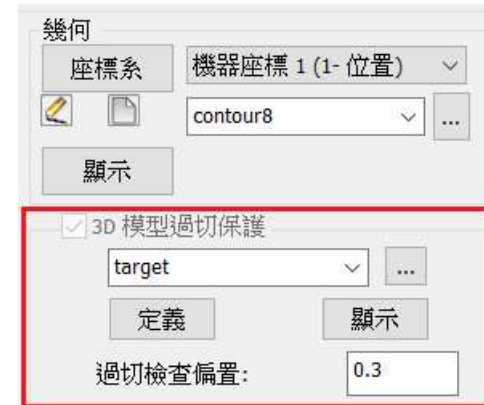 幾何
座標系 機器座標 1 (1- 位置)
contour8 ...
顯示
3D 模型過切保護
target ...
定義 顯示
過切檢查偏置: 0.3